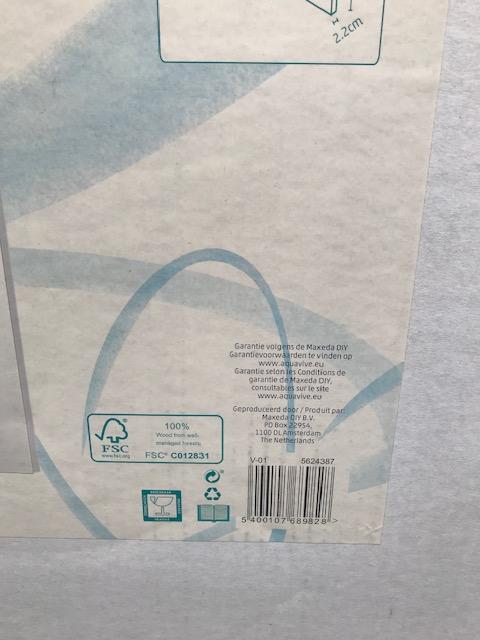 2.2cm
Garantie volgens de Maxeda DIY
Garantievoorwaarden te vinden op
www.aquavive.eu
Garantie selon les Conditions de
garantie de Maxeda DIY,
consultables sur le site
www.aquavive.eu
Geproduceerd door / Produit par:
Maxeda DIY B.V.
PO Box 22954,
1100 DL Amsterdam
The Netherlands
FSC
www.fsc.org
100%
Wood from well-
managed forests
FSC® C012831
V-01 5624387
5 400107 689828 >